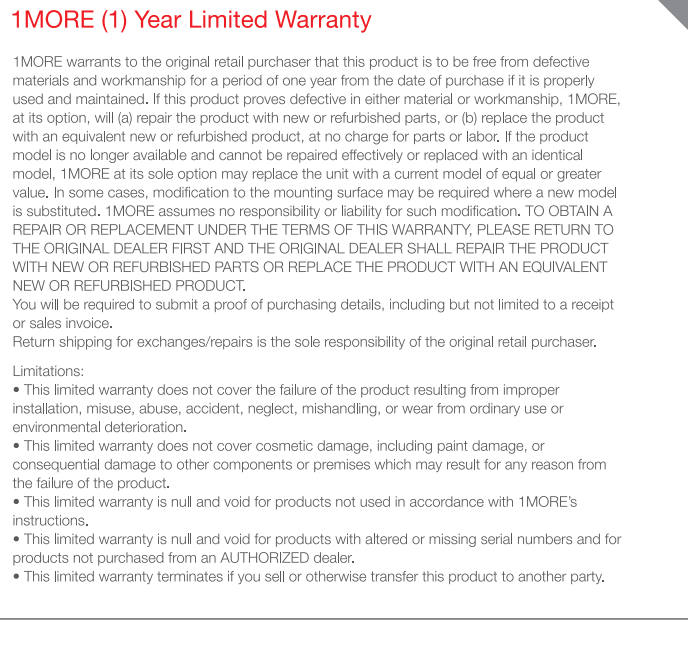 1MORE (1) Year Limited Warranty
1MORE warrants to the original retail purchaser that this product is to be free from defective
materials and workmanship for a period of one year from the date of purchase if it is properly
used and maintained. If this product proves defective in either material or workmanship, 1MORE,
at its option, will (a) repair the product with new or refurbished parts, or (b) replace the product
with an equivalent new or refurbished product, at no charge for parts or labor. If the product
model is no longer available and cannot be repaired effectively or replaced with an identical
model, 1MORE at its sole option may replace the unit with a current model of equal or greater
value. In some cases, modification to the mounting surface may be required where a new model
is substituted. 1MORE assumes no responsibility or liability for such modification. TO OBTAIN A
REPAIR OR REPLACEMENT UNDER THE TERMS OF THIS WARRANTY, PLEASE RETURN TO
THE ORIGINAL DEALER FIRST AND THE ORIGINAL DEALER SHALL REPAIR THE PRODUCT
WITH NEW OR REFURBISHED PARTS OR REPLACE THE PRODUCT WITH AN EQUIVALENT
NEW OR REFURBISHED PRODUCT.
You will be required to submit a proof of purchasing details, including but not limited to a receipt
or sales invoice.
Return shipping for exchanges/repairs is the sole responsibility of the original retail purchaser.
Limitations:
• This limited warranty does not cover the failure of the product resulting from improper
installation, misuse, abuse, accident, neglect, mishandling, or wear from ordinary use or
environmental deterioration.
• This limited warranty does not cover cosmetic damage, including paint damage, or
consequential damage to other components or premises which may result for any reason from
the failure of the product.
• This limited warranty is null and void for products not used in accordance with 1MORE's
instructions.
• This limited warranty is null and void for products with altered or missing serial numbers and for
products not purchased from an AUTHORIZED dealer.
• This limited warranty terminates if you sell or otherwise transfer this product to another party.